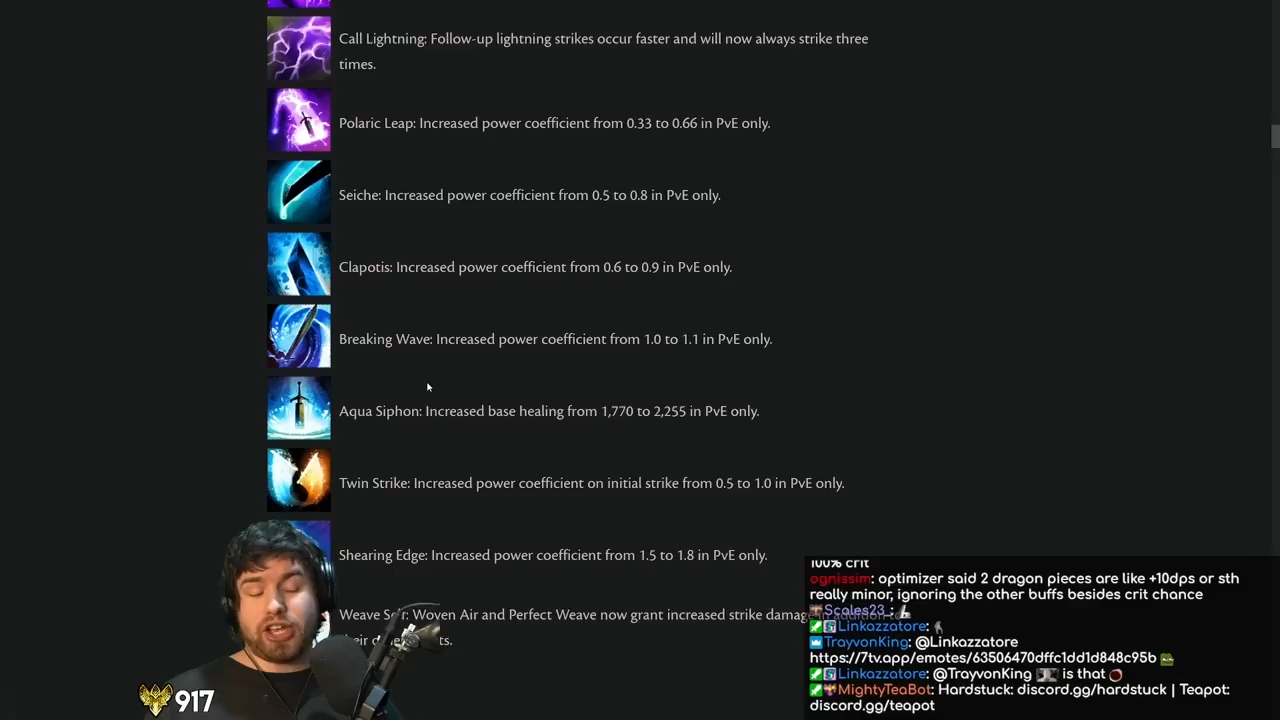 Call Lightning: Follow-up lightning strikes occur faster and will now always strike three
times.
Polaric Leap: Increased power coefficient from 0.33 to 0.66 in PvE only.
Seiche: Increased power coefficient from 0.5 to 0.8 in PvE only.
Clapotis: Increased power coefficient from 0.6 to 0.9 in PvE only.
Breaking Wave: Increased power coefficient from 1.0 to 1.1 in PvE only.
Aqua Siphon: Increased base healing from 1,770 to 2,255 in PvE only.
Twin Strike: Increased power coefficient on initial strike from 0.5 to 1.0 in PvE only.
Shearing Edge: Increased power coefficient from 1.5 to 1.8 in PvE only.
Weave Self: Woven Air and Perfect Weave now grant increased strike damage in addition to
100% crit
ognissim: optimizer said 2 dragon pieces are like +10dps or sth
really minor, ignoring the other buffs besides crit chance
Scales23 :
Linkazzatore:
TrayvonKing: @Linkazzatore
https://7tv.app/emotes/63506470dffc1dd1d848c95b
Linkazzatore: @TrayvonKing is that
MightyTeaBot: Hardstuck: discord.gg/hardstuck | Teapot:
discord.gg/teapot
917